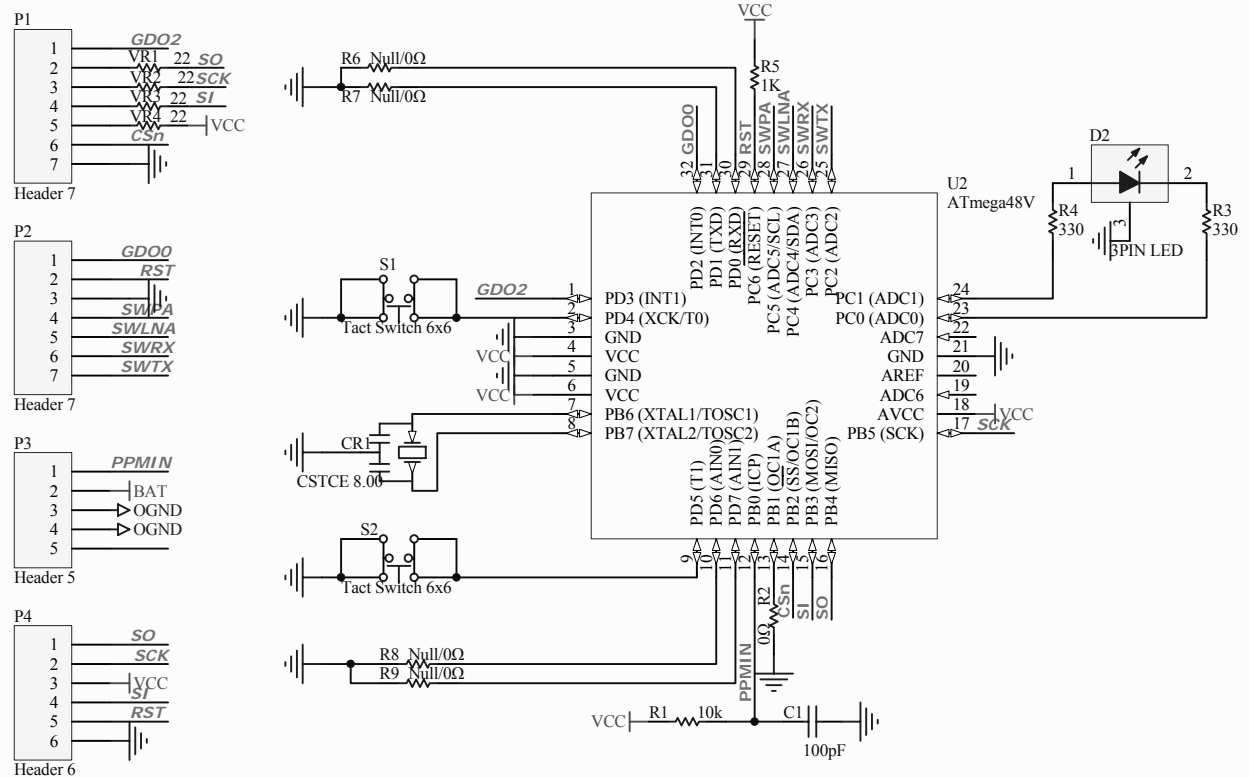 P1
1 GDO2
2 VR1 22 SO
3 VR2 22 SCK
4 VR3 22 SI
5 VR4 22 VCC
6 CSn
7
Header 7
P2
1 GDO0
2 RST
3
4 SWPA
5 SWLNA
6 SWRX
7 SWTX
Header 7
P3
1 PPMIN
2 BAT
3 OGND
4 OGND
5
Header 5
P4
1 SO
2 SCK
3 VCC
4 SI
5 RST
6
Header 6
R6 Null/0Ω
R7 Null/0Ω
VCC
R5
1K
GDO0
RST
SWPA
SWLNA
SWRX
SWTX
32
31
30
29
28
27
26
25
PD2 (INT0)
PD1 (TXD)
PD0 (RXD)
PC6 (RESET)
PC5 (ADC5/SCL)
PC4 (ADC4/SDA)
PC3 (ADC3)
PC2 (ADC2)
U2
ATmega48V
D2
1
2
3
R4
330
R3
330
3PIN LED
S1
Tact Switch 6x6
GDO2
1 PD3 (INT1)
2 PD4 (XCK/T0)
3 GND
VCC 4 VCC
5 GND
VCC 6 VCC
7 PB6 (XTAL1/TOSC1)
8 PB7 (XTAL2/TOSC2)
PC1 (ADC1) 24
PC0 (ADC0) 23
ADC7 22
GND 21
AREF 20
ADC6 19
AVCC 18 VCC
PB5 (SCK) 17 SCK
CR1
CSTCE 8.00
PD5 (T1)
PD6 (AIN0)
PD7 (AIN1)
PB0 (ICP)
PB1 (OC1A)
PB2 (SS/OC1B)
PB3 (MOSI/OC2)
PB4 (MISO)
9
10
11
12
13
14
15
16
S2
Tact Switch 6x6
R2
0Ω
CSn
SI
SO
R8 Null/0Ω
R9 Null/0Ω
PPMIN
VCC R1 10k
C1
100pF